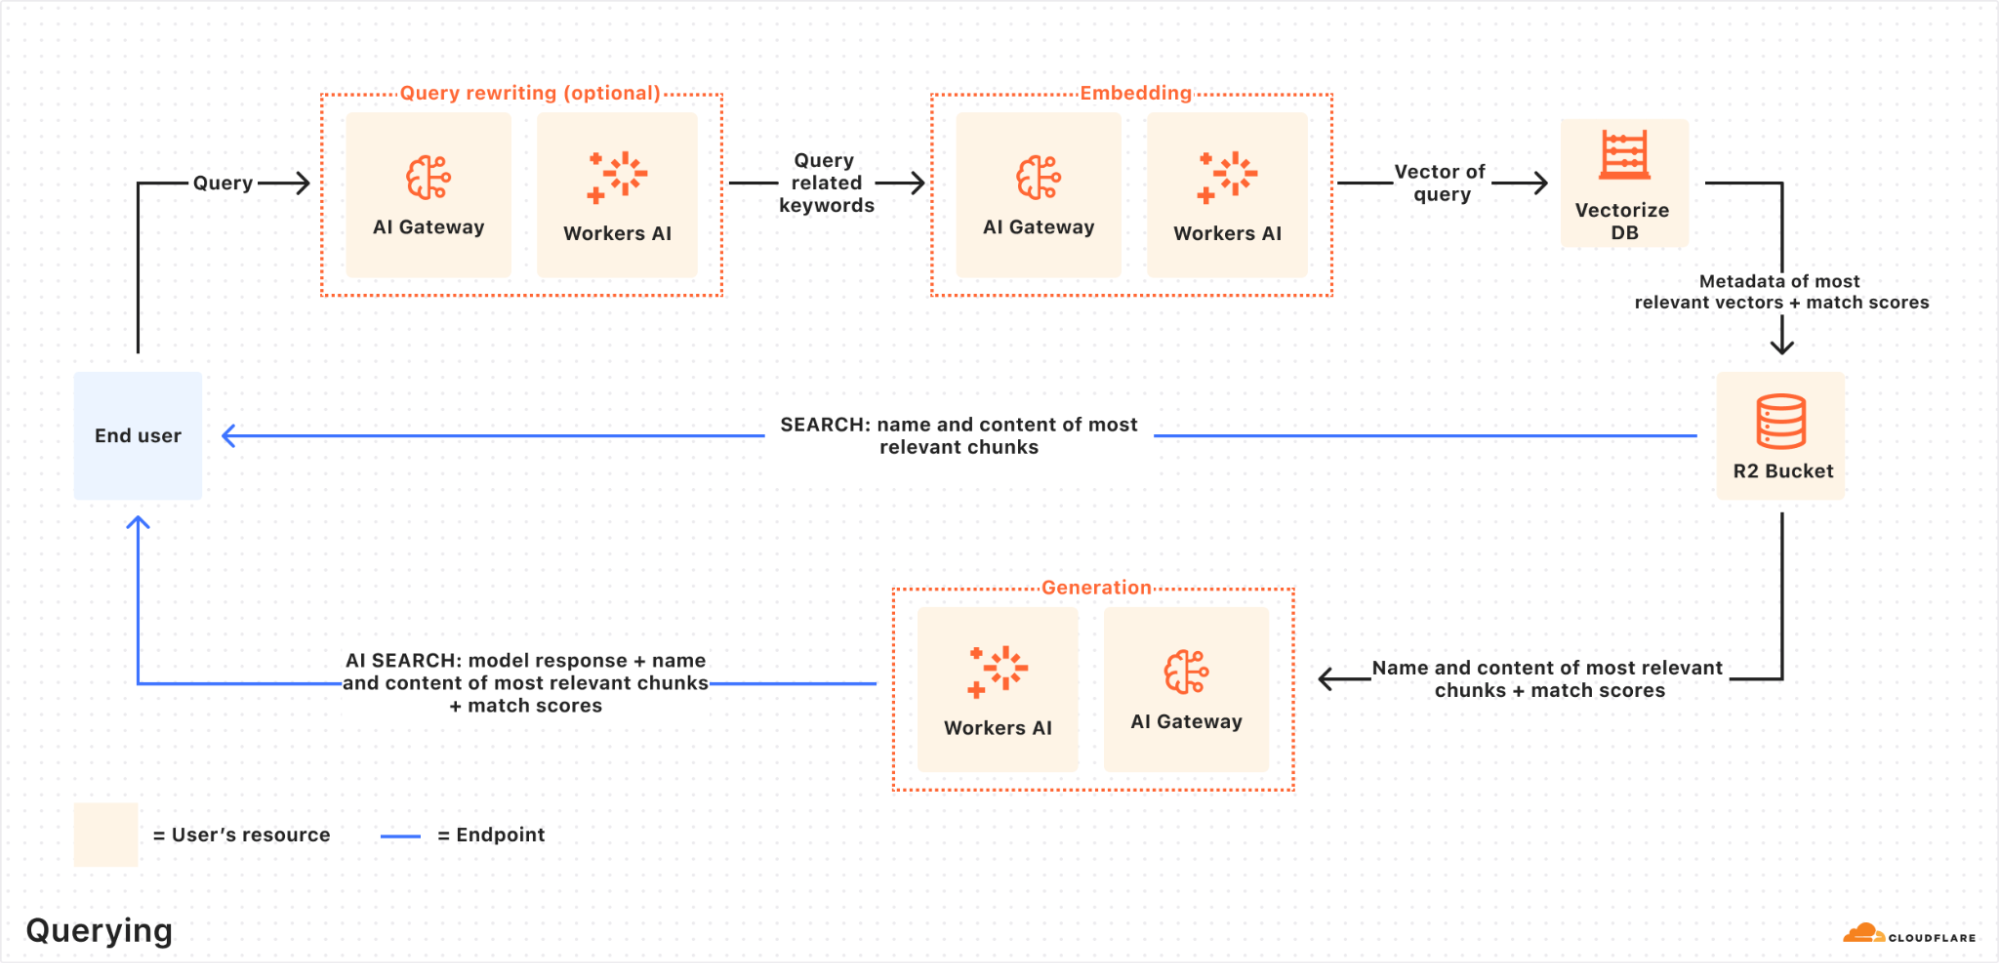 Query rewriting (optional)
AI Gateway
Workers AI
Query
Query
related
keywords
Embedding
AI Gateway
Workers AI
Vector of
query
Vectorize
DB
Metadata of most
relevant vectors + match scores
End user
SEARCH: name and content of most
relevant chunks
R2 Bucket
Generation
Workers AI
AI Gateway
Name and content of most relevant
chunks + match scores
AI SEARCH: model response + name
and content of most relevant chunks
+ match scores
= User's resource
= Endpoint
Querying
CLOUDFLARE